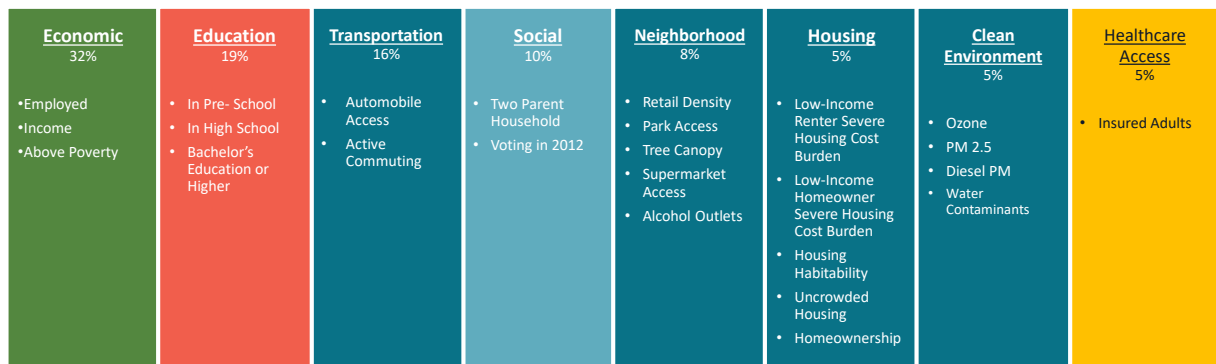 Economic
32%
•Employed
•Income
•Above Poverty
Education
19%
• In Pre- School
• In High School
• Bachelor's
Education or
Higher
Transportation
16%
• Automobile
Access
• Active
Commuting
Social
10%
• Two Parent
Household
• Voting in 2012
Neighborhood
8%
• Retail Density
• Park Access
• Tree Canopy
• Supermarket
Access
• Alcohol Outlets
Housing
5%
• Low-Income
Renter Severe
Housing Cost
Burden
• Low-Income
Homeowner
Severe Housing
Cost Burden
• Housing
Habitability
• Uncrowded
Housing
• Homeownership
Clean
Environment
5%
• Ozone
• PM 2.5
• Diesel PM
• Water
Contaminants
Healthcare
Access
5%
• Insured Adults